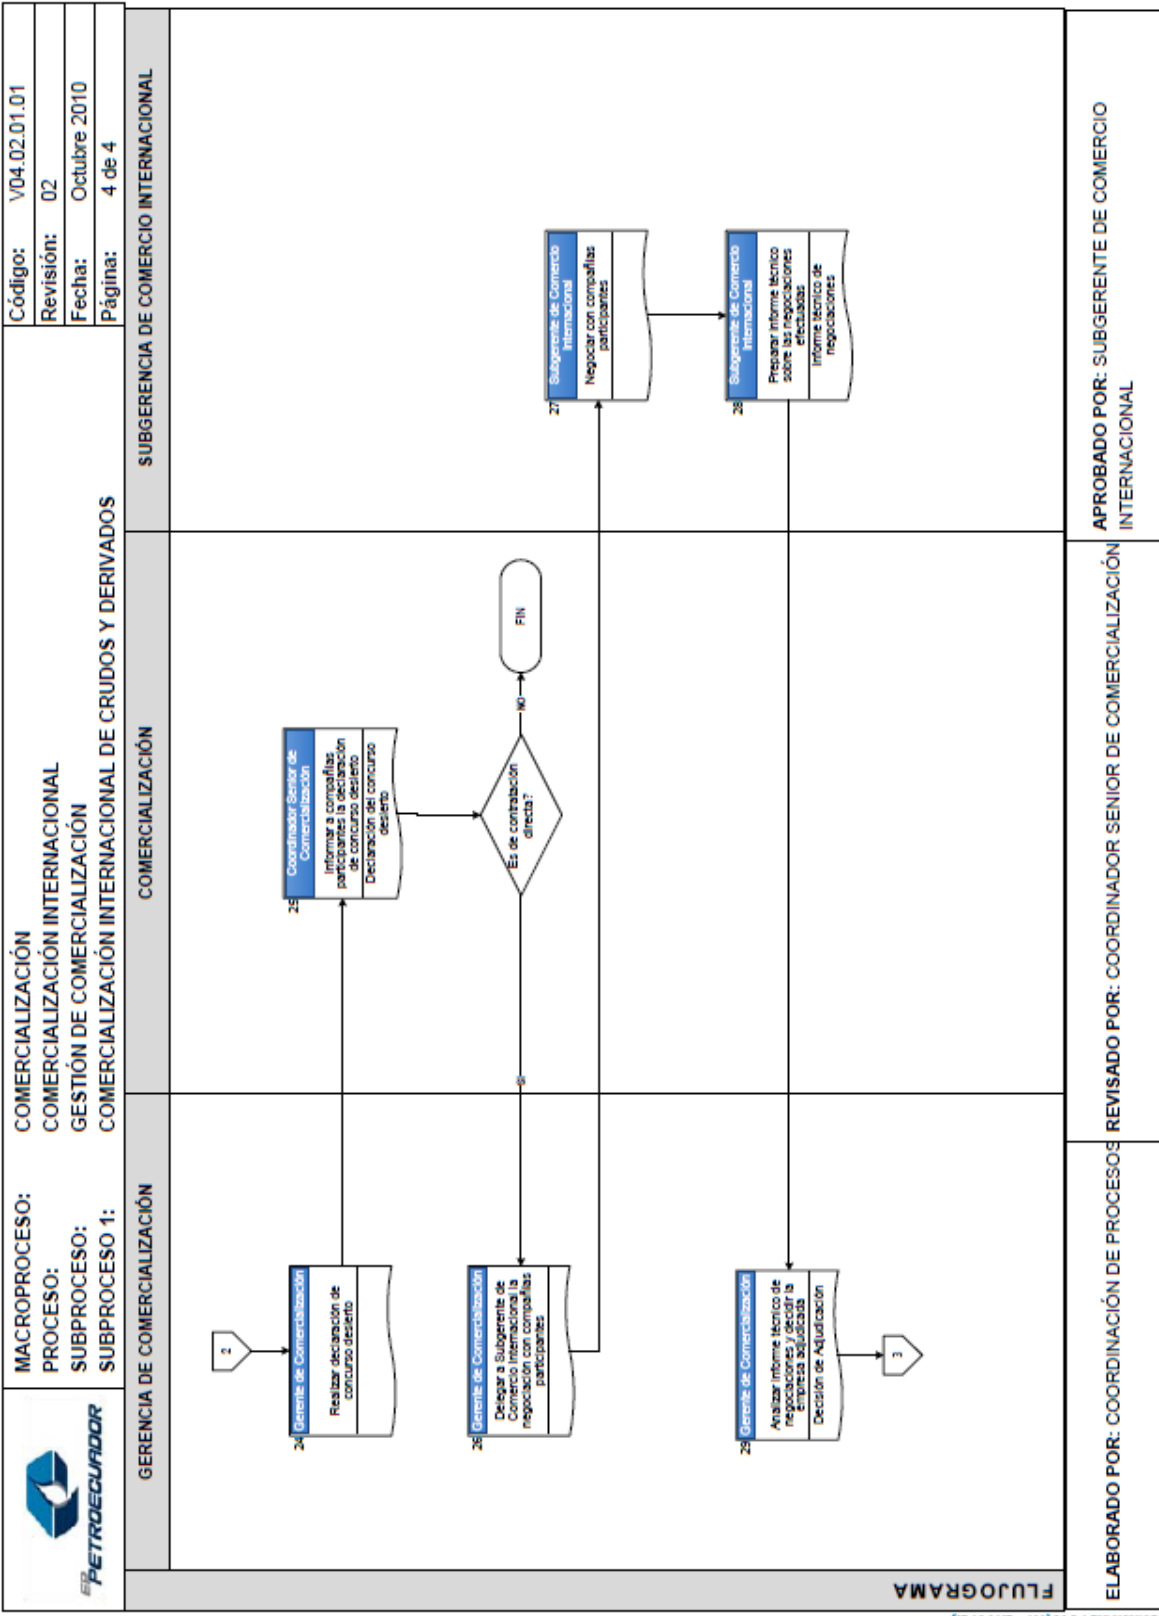 EP
PETROECUADOR
MACROPROCESO: COMERCIALIZACIÓN
PROCESO: COMERCIALIZACIÓN INTERNACIONAL
SUBPROCESO: GESTIÓN DE COMERCIALIZACIÓN
SUBPROCESO 1: COMERCIALIZACIÓN INTERNACIONAL DE CRUDOS Y DERIVADOS
Código: V04.02.01.01
Revisión: 02
Fecha: Octubre 2010
Página: 4 de 4
GERENCIA DE COMERCIALIZACIÓN
COMERCIALIZACIÓN
SUBGERENCIA DE COMERCIO INTERNACIONAL
FLUJOGRAMA
2
24
Gerente de Comercialización
Realizar declaración de
concurso desierto
25
Coordinador Senior de
Comercialización
Informar a compañías
participantes la declaración
de concurso desierto
Declaración del concurso
desierto
Es de contratación
directa?
NO
FIN
SI
26
Gerente de Comercialización
Delegar a Subgerente de
Comercio Internacional la
negociación con compañías
participantes
27
Subgerente de Comercio
Internacional
Negociar con compañías
participantes
28
Subgerente de Comercio
Internacional
Preparar informe técnico
sobre las negociaciones
efectuadas
Informe técnico de
negociaciones
29
Gerente de Comercialización
Analizar informe técnico de
negociaciones y decidir la
empresa adjudicada
Decisión de Adjudicación
3
ELABORADO POR: COORDINACIÓN DE PROCESOS
REVISADO POR: COORDINADOR SENIOR DE COMERCIALIZACIÓN
APROBADO POR: SUBGERENTE DE COMERCIO
INTERNACIONAL